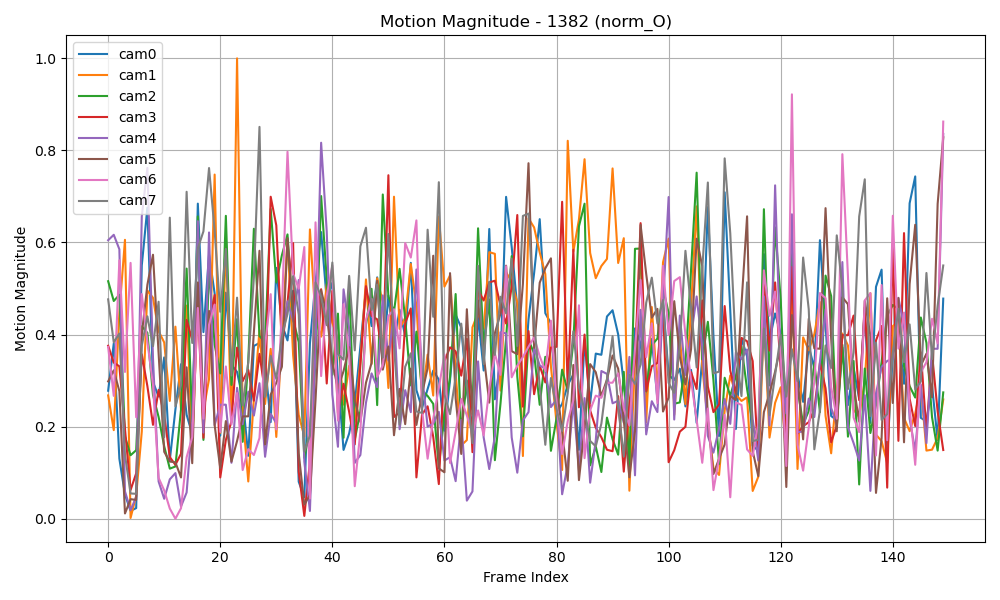 Motion Magnitude - 1382 (norm_O)
Motion Magnitude
1.0
0.8
0.6
0.4
0.2
0.0
cam0
cam1
cam2
cam3
cam4
cam5
cam6
cam7
0 20 40 60 80 100 120 140
Frame Index